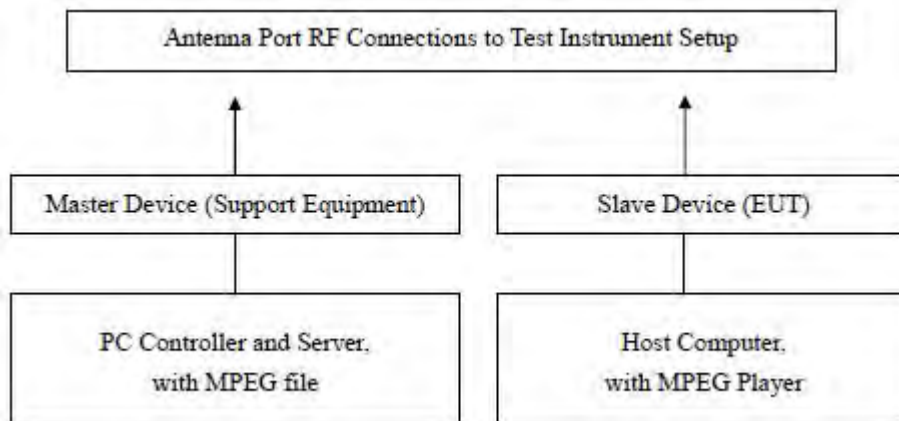 Antenna Port RF Connections to Test Instrument Setup
Master Device (Support Equipment)
Slave Device (EUT)
PC Controller and Server,
with MPEG file
Host Computer,
with MPEG Player